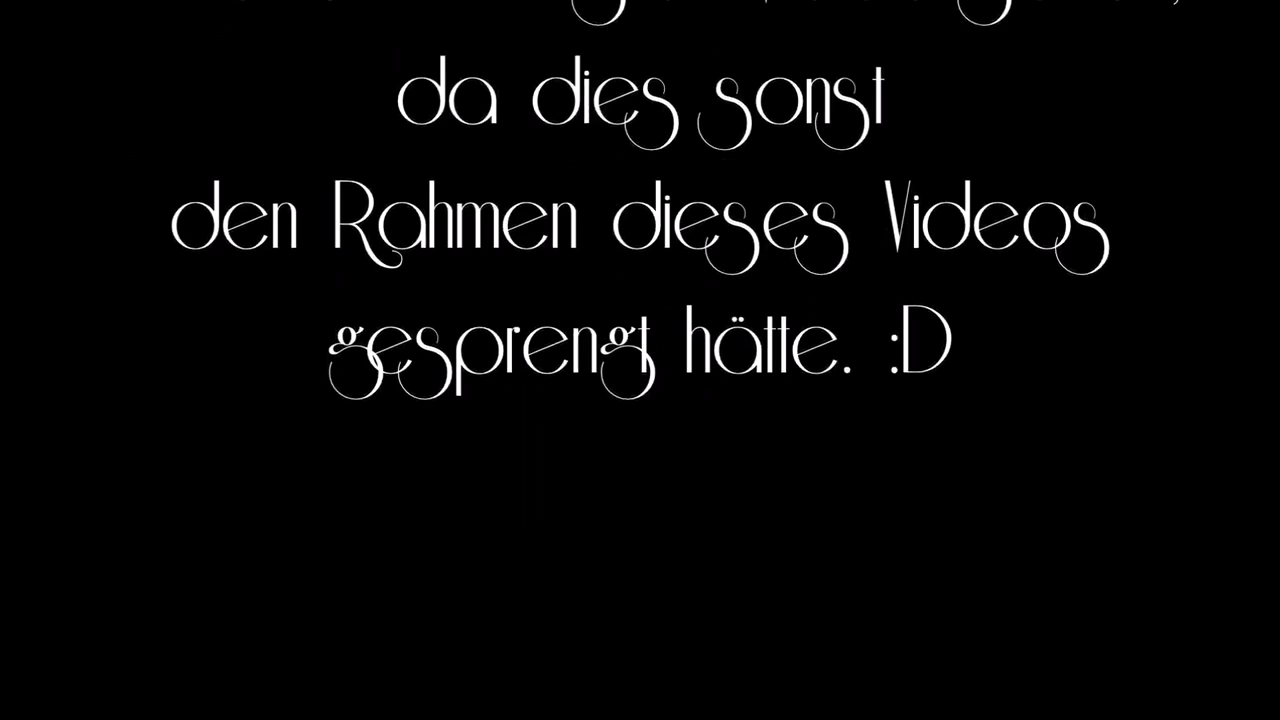 da dies sonst
den Rahmen dieses Videos
gesprengt hätte. :D